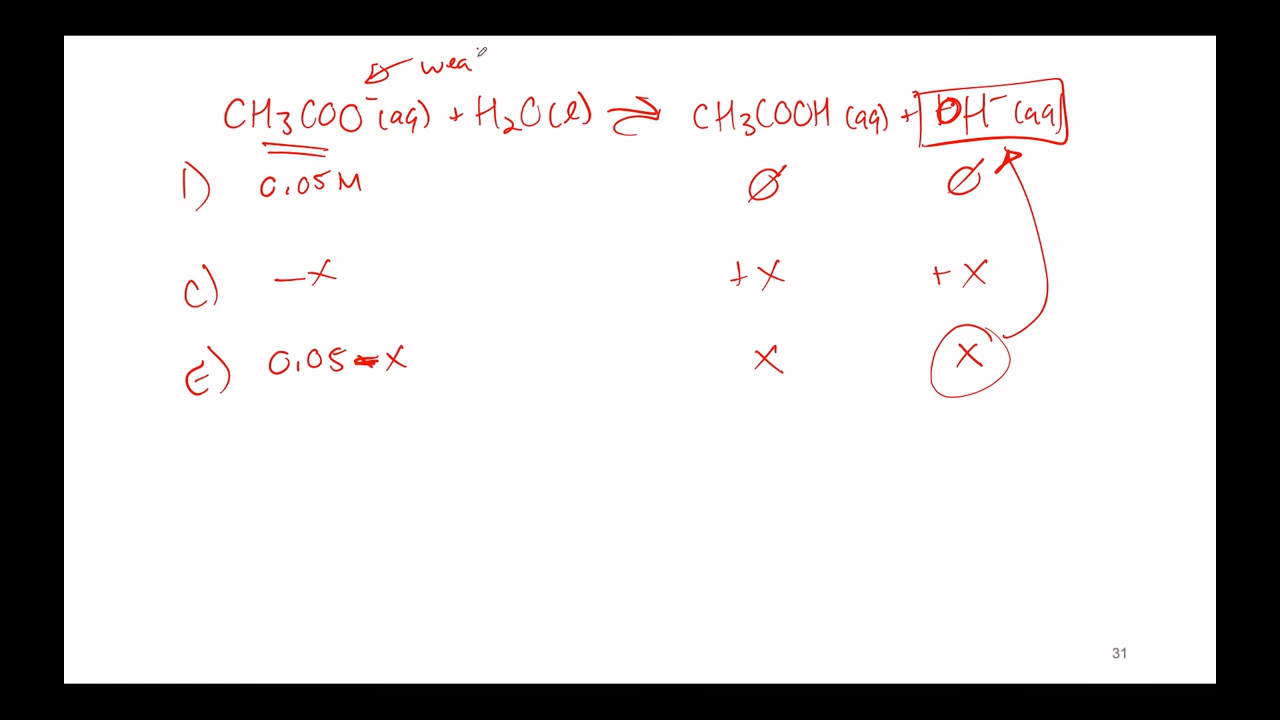 wea
CH₃COO⁻(aq) + H₂O(l) ⇌ CH₃COOH (aq) + OH⁻(aq)
I) 0.05M ∅ ∅
C) -X +X +X
E) 0.05-X X X
31